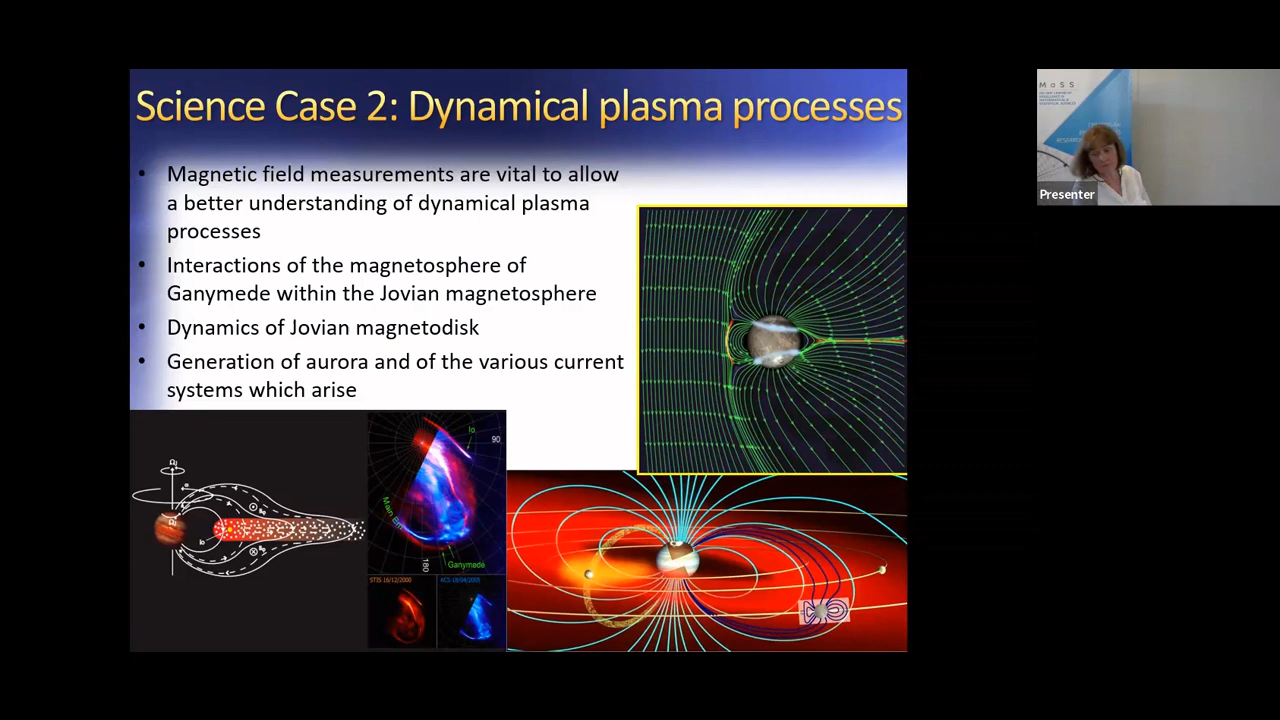 Science Case 2: Dynamical plasma processes
• Magnetic field measurements are vital to allow
a better understanding of dynamical plasma
processes
• Interactions of the magnetosphere of
Ganymede within the Jovian magnetosphere
• Dynamics of Jovian magnetodisk
• Generation of aurora and of the various current
systems which arise
Io
90
Main
Ganymede
180
STIS 16/12/2000
M O S S
Presenter